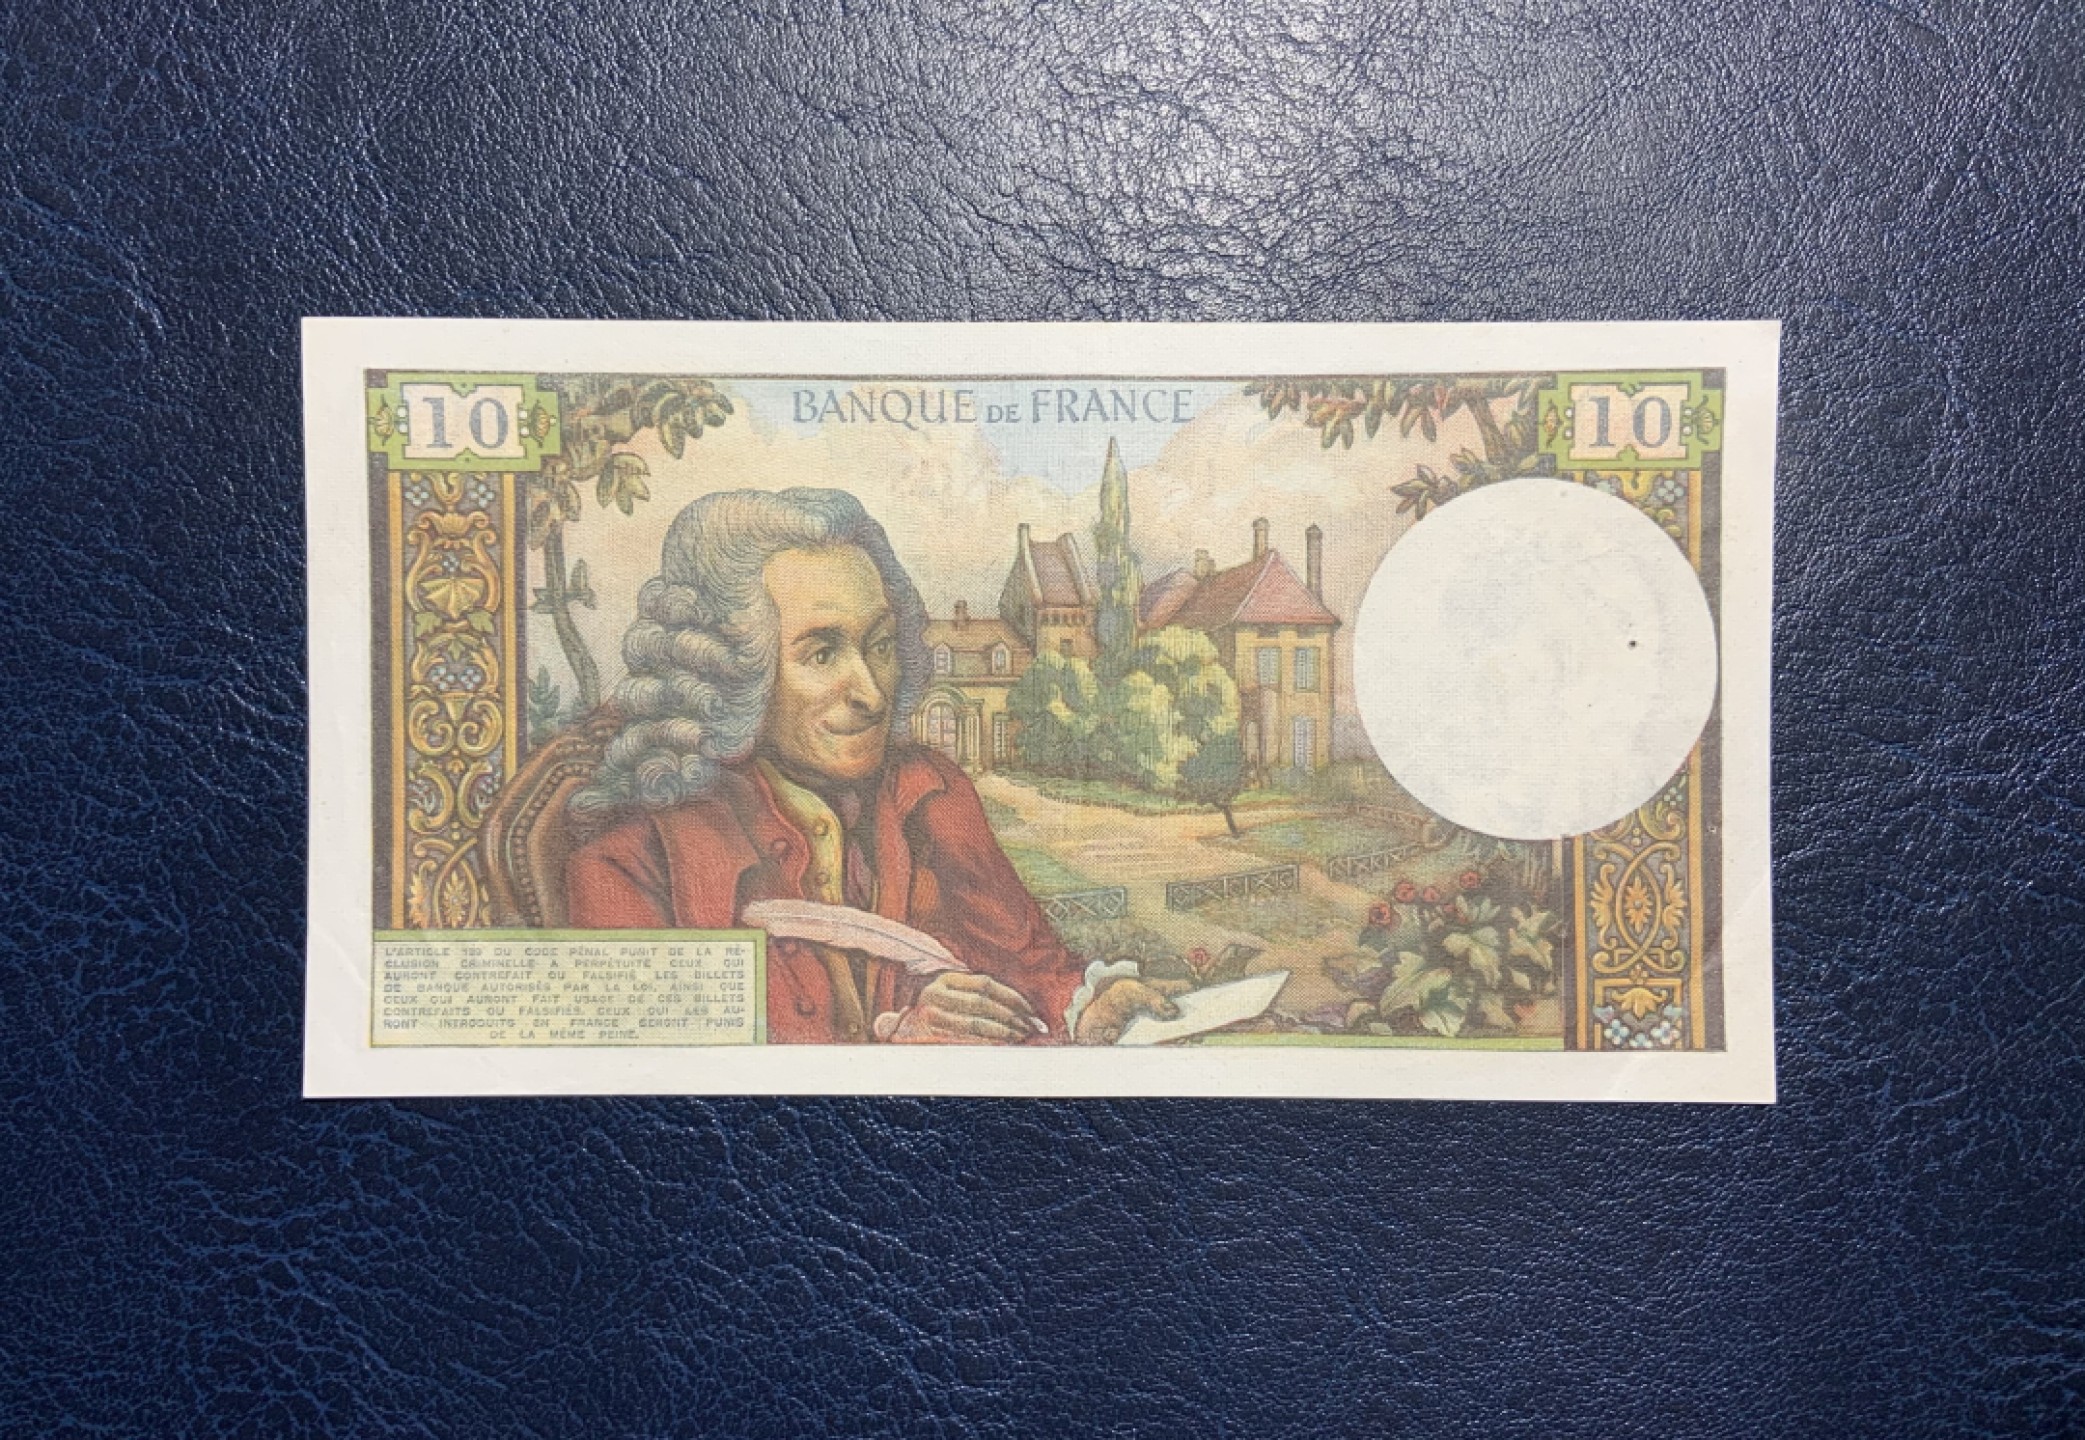 10
BANQUE DE FRANCE
10
L'ARTICLE 139 DU CODE PÉNAL PUNIT DE LA RÉ-
CLUSION CRIMINELLE A PERPÉTUITÉ CEUX QUI
AURONT CONTREFAIT OU FALSIFIÉ LES BILLETS
DE BANQUE AUTORISÉS PAR LA LOI, AINSI QUE
CEUX QUI AURONT FAIT USAGE DE CES BILLETS
CONTREFAITS OU FALSIFIÉS. CEUX QUI LES AU-
RONT INTRODUITS EN FRANCE SERONT PUNIS
DE LA MÊME PEINE.